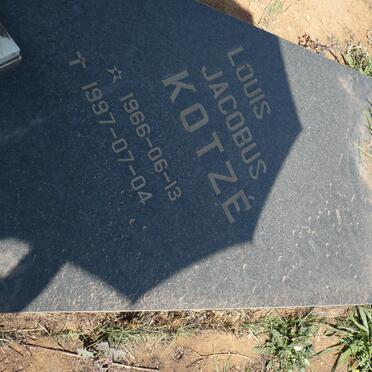 LOUIS
JACOBUS
KOTZÉ
☆ 1966-06-13
✝ 1997-07-04